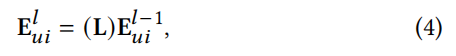 E^l_{ui} = (L)E^{l-1}_{ui}, (4)